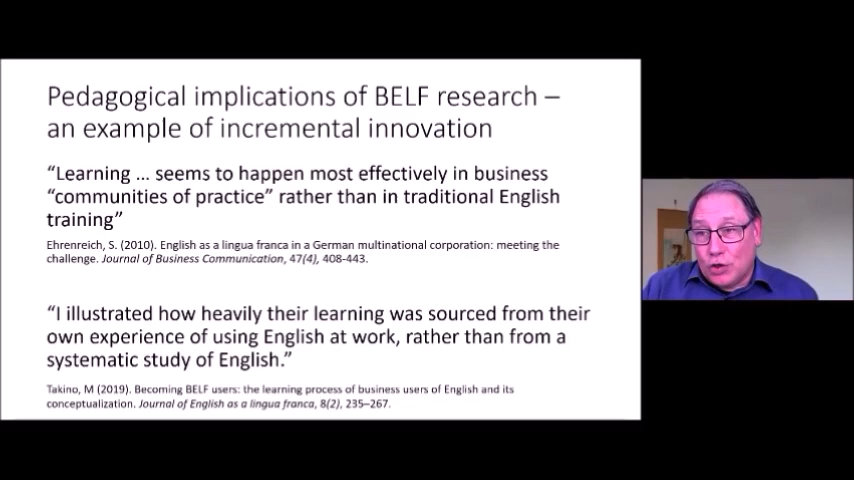 Pedagogical implications of BELF research –
an example of incremental innovation
“Learning ... seems to happen most effectively in business
“communities of practice” rather than in traditional English
training”
Ehrenreich, S. (2010). English as a lingua franca in a German multinational corporation: meeting the
challenge. Journal of Business Communication, 47(4), 408-443.
“I illustrated how heavily their learning was sourced from their
own experience of using English at work, rather than from a
systematic study of English.”
Takino, M (2019). Becoming BELF users: the learning process of business users of English and its
conceptualization. Journal of English as a lingua franca, 8(2), 235–267.